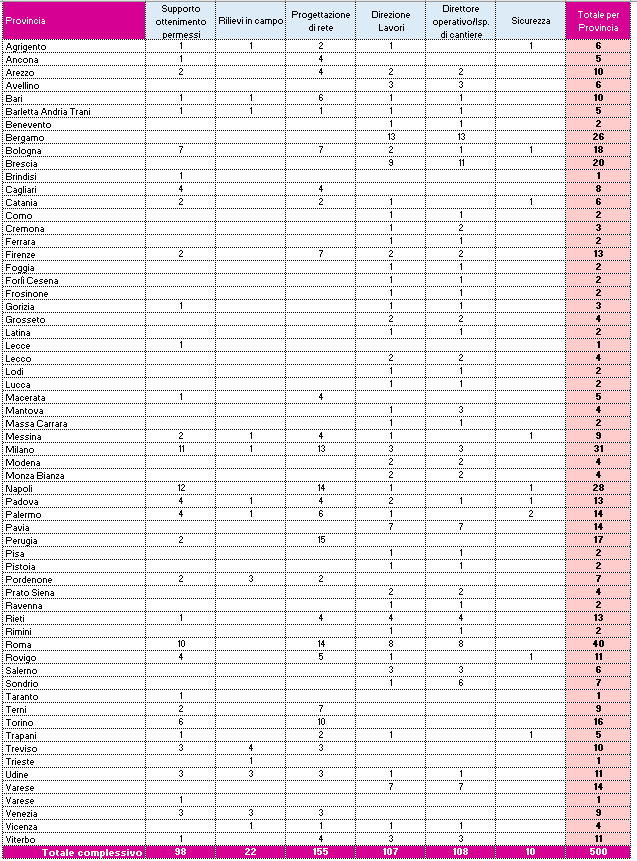 Provincia Supporto ottenimento permessi Rilievi in campo Progettazione di rete Direzione Lavori Direttore operativo/Isp. di cantiere Sicurezza Totale per Provincia
Agrigento 1 1 2 1 1 6
Ancona 1 4 5
Arezzo 2 4 2 2 10
Avellino 3 3 6
Bari 1 1 6 1 1 10
Barletta Andria Trani 1 1 1 1 1 5
Benevento 1 1 2
Bergamo 13 13 26
Bologna 7 7 2 1 1 18
Brescia 9 11 20
Brindisi 1 1
Cagliari 4 4 8
Catania 2 2 1 1 6
Como 1 1 2
Cremona 1 2 3
Ferrara 1 1 2
Firenze 2 7 2 2 13
Foggia 1 1 2
Forlì Cesena 1 1 2
Frosinone 1 1 2
Gorizia 1 1 1 3
Grosseto 2 2 4
Latina 1 1 2
Lecce 1 1
Lecco 2 2 4
Lodi 1 1 2
Lucca 1 1 2
Macerata 1 4 5
Mantova 1 3 4
Massa Carrara 1 1 2
Messina 2 1 4 1 1 9
Milano 11 1 13 3 3 31
Modena 2 2 4
Monza Bianza 2 2 4
Napoli 12 14 1 1 28
Padova 4 1 4 2 1 1 13
Palermo 4 1 6 1 2 14
Pavia 7 7 14
Perugia 2 15 17
Pisa 1 1 2
Pistoia 1 1 2
Pordenone 2 3 2 7
Prato Siena 2 2 4
Ravenna 1 1 2
Rieti 1 4 4 4 13
Rimini 1 1 2
Roma 10 14 8 8 40
Rovigo 4 5 1 1 11
Salerno 3 3 6
Sondrio 1 6 7
Taranto 1 1
Terni 2 7 9
Torino 6 10 16
Trapani 1 2 1 1 5
Treviso 3 4 3 10
Trieste 1 1
Udine 3 3 3 1 1 11
Varese 7 7 14
Varese 1 1
Venezia 3 3 3 9
Vicenza 1 1 1 1 4
Viterbo 1 4 3 3 11
Totale complessivo 98 22 155 107 108 10 500